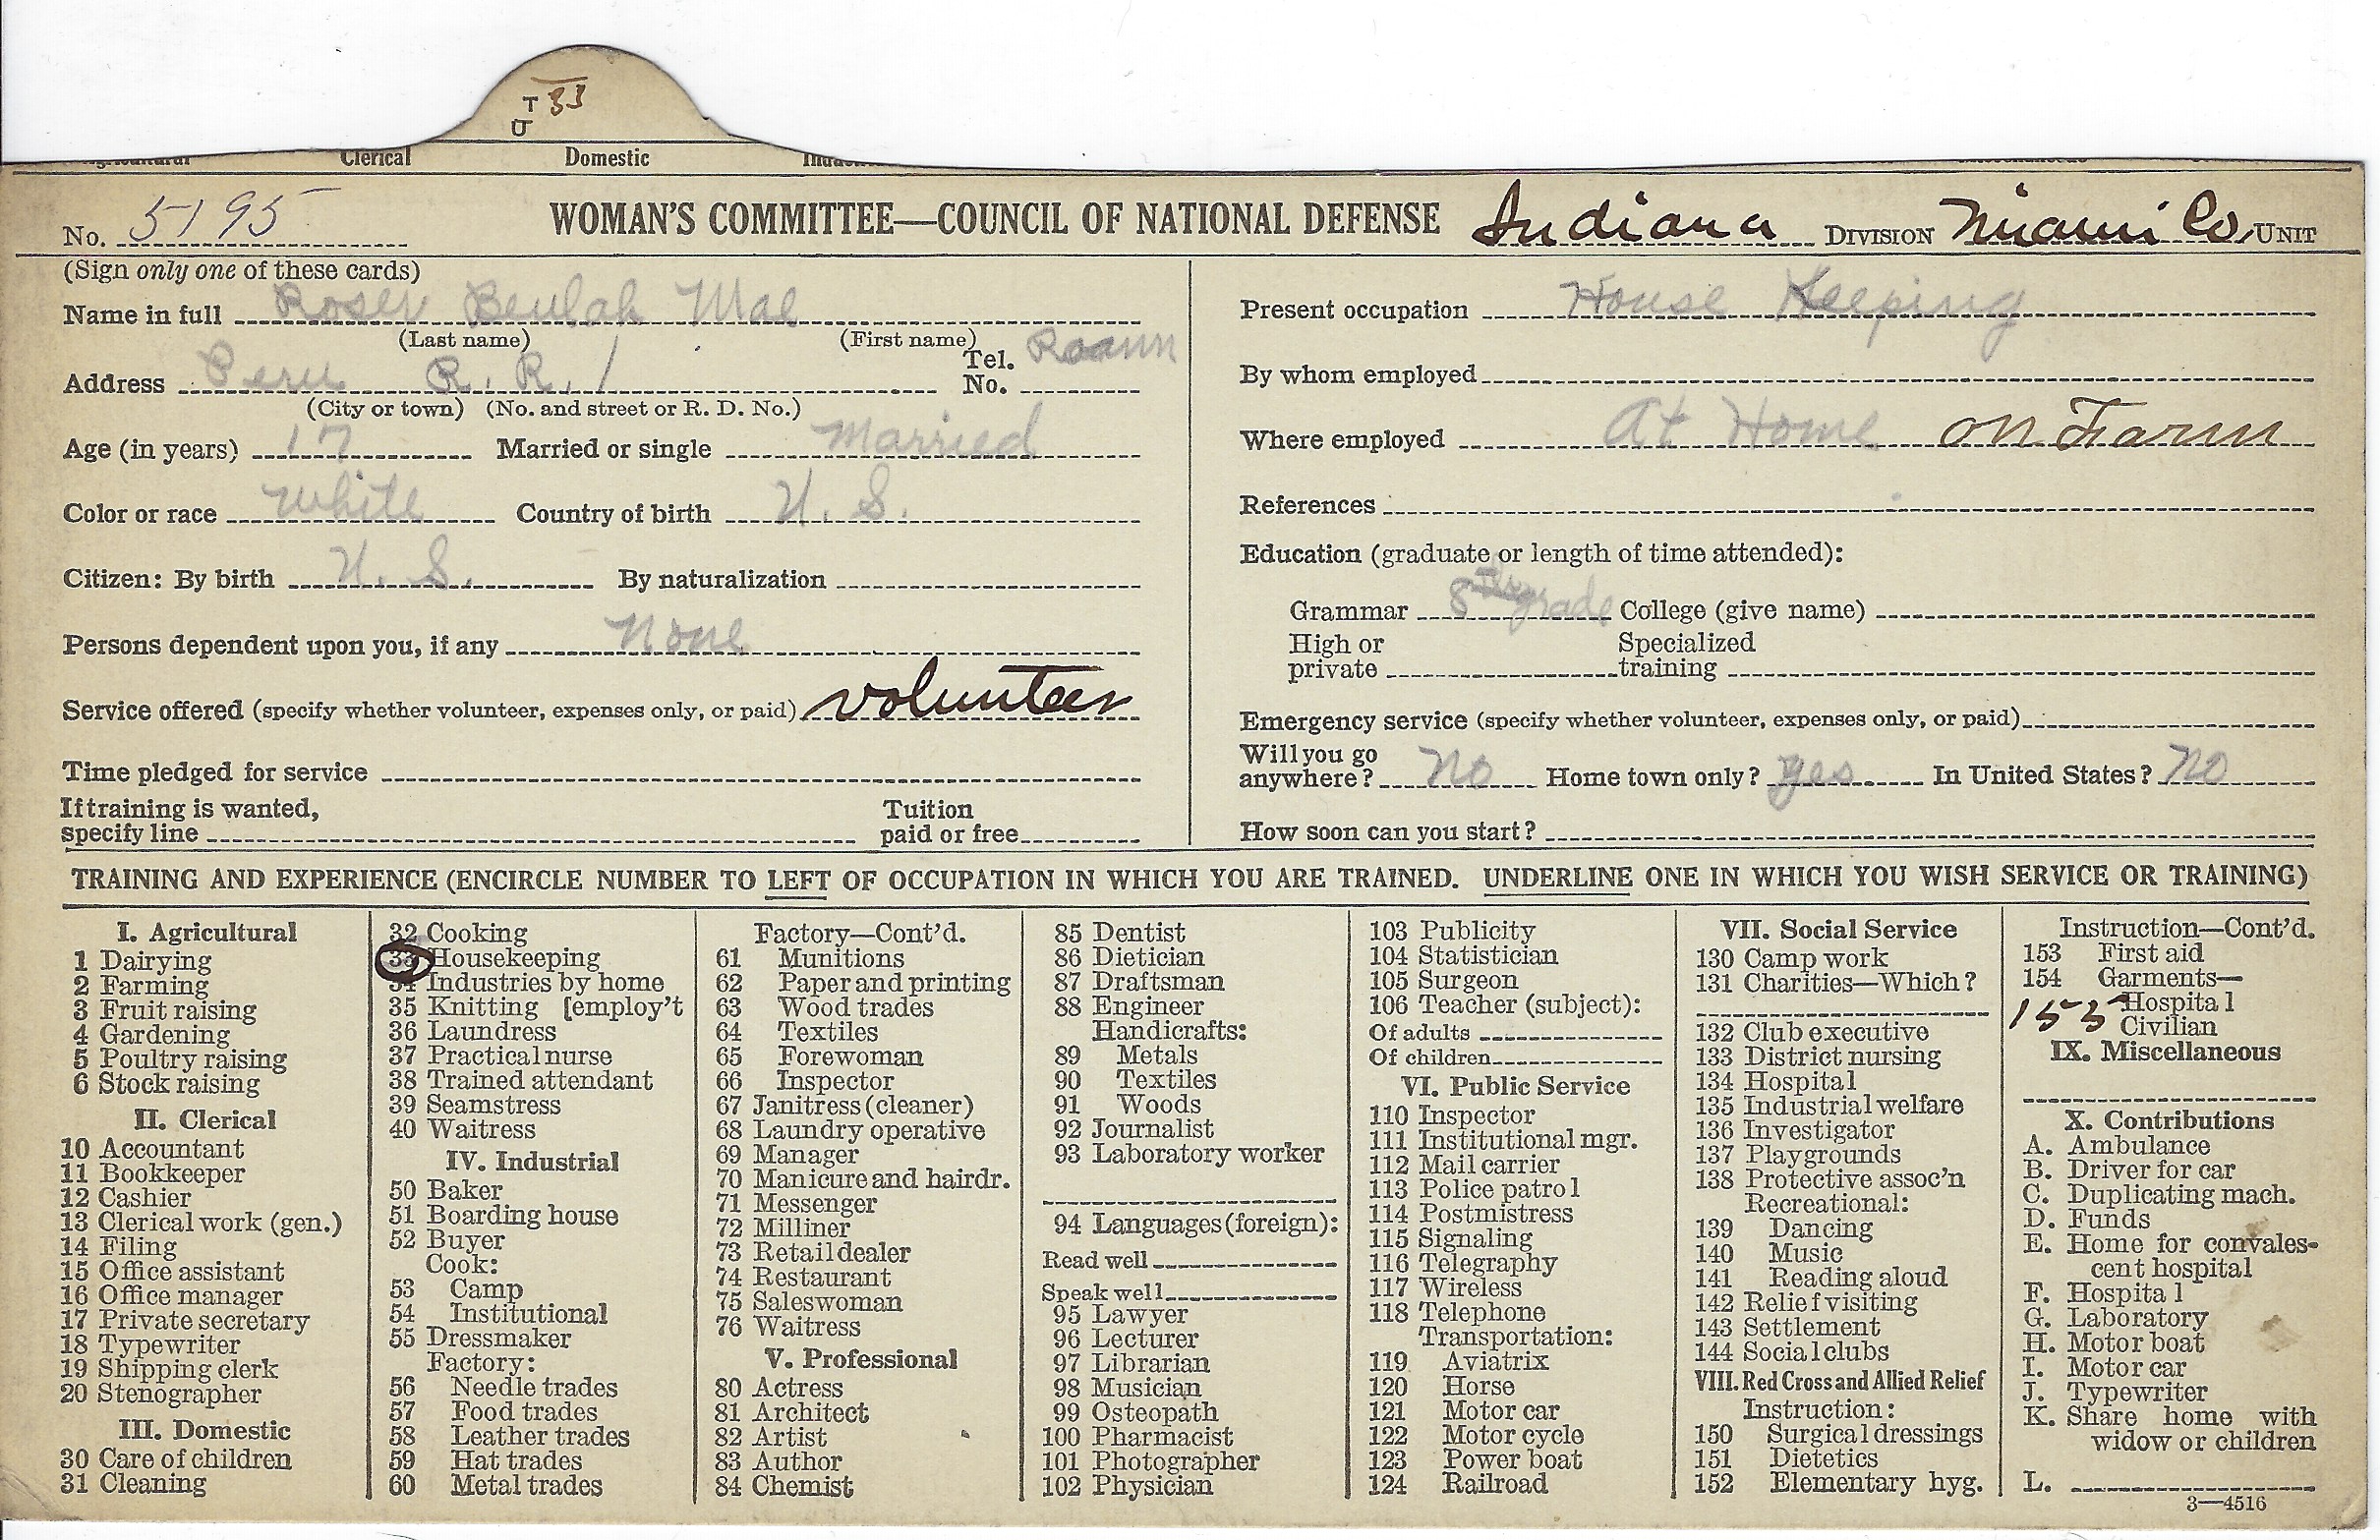 T 33
U
Clerical Domestic
No. 5195 WOMAN'S COMMITTEE—COUNCIL OF NATIONAL DEFENSE Indiana DIVISION Miami Co. UNIT
(Sign only one of these cards)
Name in full Roser Beulah Mae
(Last name) (First name)
Address Peru R. R. 1 Tel. No. Roann
(City or town) (No. and street or R. D. No.)
Age (in years) 17 Married or single Married
Color or race White Country of birth U. S.
Citizen: By birth U. S. By naturalization
Persons dependent upon you, if any None
Service offered (specify whether volunteer, expenses only, or paid) volunteer
Time pledged for service
If training is wanted,
specify line
Tuition
paid or free
Present occupation House Keeping
By whom employed
Where employed At Home on Farm
References
Education (graduate or length of time attended):
Grammar 8th grade College (give name)
High or
private
Specialized
training
Emergency service (specify whether volunteer, expenses only, or paid)
Will you go
anywhere? No Home town only? yes In United States? No
How soon can you start?
TRAINING AND EXPERIENCE (ENCIRCLE NUMBER TO LEFT OF OCCUPATION IN WHICH YOU ARE TRAINED. UNDERLINE ONE IN WHICH YOU WISH SERVICE OR TRAINING)
I. Agricultural
1 Dairying
2 Farming
3 Fruit raising
4 Gardening
5 Poultry raising
6 Stock raising
II. Clerical
10 Accountant
11 Bookkeeper
12 Cashier
13 Clerical work (gen.)
14 Filing
15 Office assistant
16 Office manager
17 Private secretary
18 Typewriter
19 Shipping clerk
20 Stenographer
III. Domestic
30 Care of children
31 Cleaning
32 Cooking
33 Housekeeping
34 Industries by home
35 Knitting [employ't
36 Laundress
37 Practical nurse
38 Trained attendant
39 Seamstress
40 Waitress
IV. Industrial
50 Baker
51 Boarding house
52 Buyer
Cook:
53 Camp
54 Institutional
55 Dressmaker
Factory:
56 Needle trades
57 Food trades
58 Leather trades
59 Hat trades
60 Metal trades
Factory—Cont'd.
61 Munitions
62 Paper and printing
63 Wood trades
64 Textiles
65 Forewoman
66 Inspector
67 Janitress (cleaner)
68 Laundry operative
69 Manager
70 Manicure and hairdr.
71 Messenger
72 Milliner
73 Retail dealer
74 Restaurant
75 Saleswoman
76 Waitress
V. Professional
80 Actress
81 Architect
82 Artist
83 Author
84 Chemist
85 Dentist
86 Dietician
87 Draftsman
88 Engineer
Handicrafts:
89 Metals
90 Textiles
91 Woods
92 Journalist
93 Laboratory worker
94 Languages (foreign):
Read well
Speak well
95 Lawyer
96 Lecturer
97 Librarian
98 Musician
99 Osteopath
100 Pharmacist
101 Photographer
102 Physician
103 Publicity
104 Statistician
105 Surgeon
106 Teacher (subject):
Of adults
Of children
VI. Public Service
110 Inspector
111 Institutional mgr.
112 Mail carrier
113 Police patrol
114 Postmistress
115 Signaling
116 Telegraphy
117 Wireless
118 Telephone
Transportation:
119 Aviatrix
120 Horse
121 Motor car
122 Motor cycle
123 Power boat
124 Railroad
VII. Social Service
130 Camp work
131 Charities—Which?
132 Club executive
133 District nursing
134 Hospital
135 Industrial welfare
136 Investigator
137 Playgrounds
138 Protective assoc'n
Recreational:
139 Dancing
140 Music
141 Reading aloud
142 Relief visiting
143 Settlement
144 Social clubs
VIII. Red Cross and Allied Relief
Instruction:
150 Surgical dressings
151 Dietetics
152 Elementary hyg.
Instruction—Cont'd.
153 First aid
154 Garments—
Hospital
155 Civilian
IX. Miscellaneous
X. Contributions
A. Ambulance
B. Driver for car
C. Duplicating mach.
D. Funds
E. Home for convales-
cent hospital
F. Hospital
G. Laboratory
H. Motor boat
I. Motor car
J. Typewriter
K. Share home with
widow or children
L.
3—4516